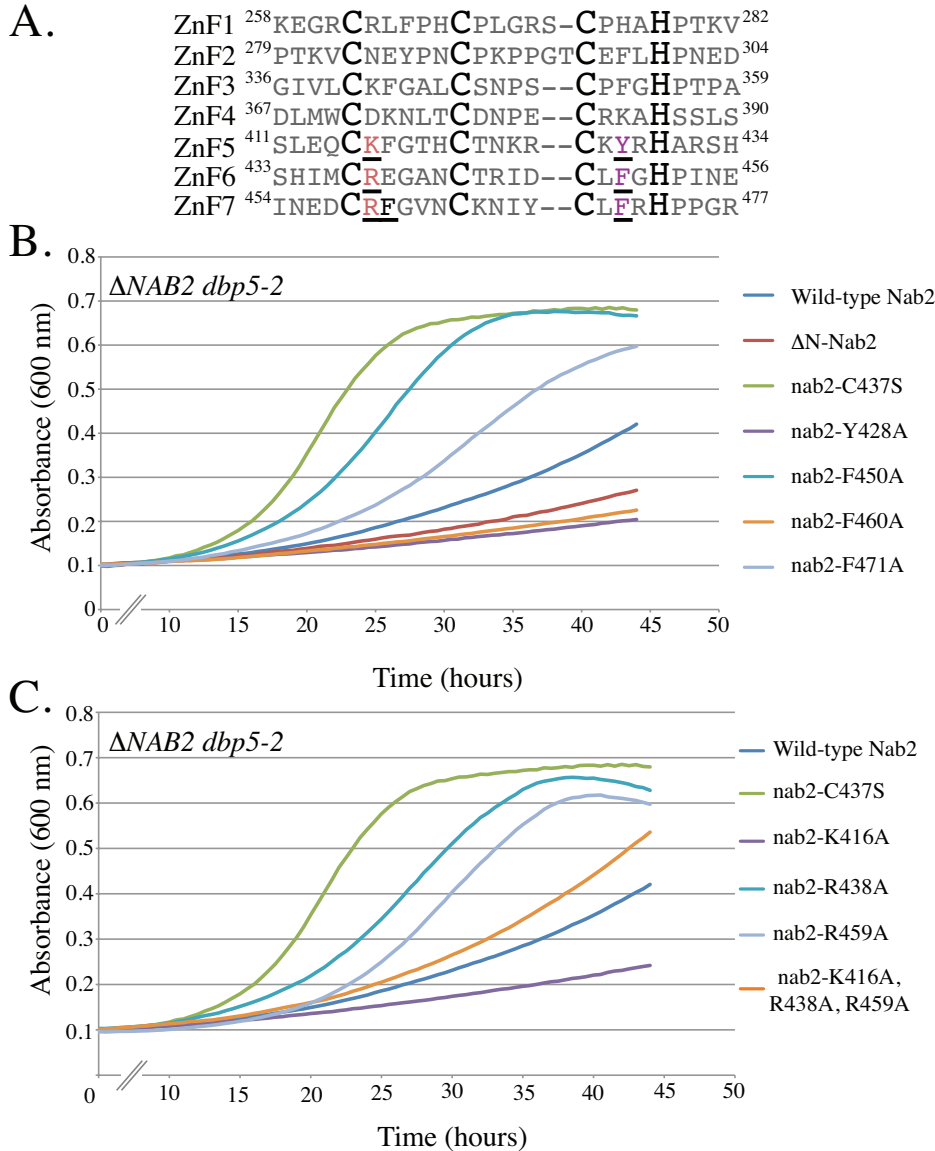 A.
ZnF1 258KEGRCRLFPHCPLGRS--CPHAHPTKV282
ZnF2 279PTKVCNEYPNCPKPPGTCEFLHPNED304
ZnF3 336GIVLCKFGALCSNPS--CPFGHPTPA359
ZnF4 367DLMWCDKNLTCDNPE--CRKAHSSLS390
ZnF5 411SLEQCKFGTHCTNKR--CKYRHARSH434
ZnF6 433SHIMCREGANCTRID--CLFGHPINE456
ZnF7 454INEDCRFGVNCKNIY--CLFRHPPGR477
B.
ΔNAB2 dbp5-2
Absorbance (600 nm)
0.8
0.7
0.6
0.5
0.4
0.3
0.2
0.1
0
0 10 15 20 25 30 35 40 45 50
Time (hours)
Wild-type Nab2
ΔN-Nab2
nab2-C437S
nab2-Y428A
nab2-F450A
nab2-F460A
nab2-F471A
C.
ΔNAB2 dbp5-2
Absorbance (600 nm)
0.8
0.7
0.6
0.5
0.4
0.3
0.2
0.1
0 10 15 20 25 30 35 40 45 50
Time (hours)
Wild-type Nab2
nab2-C437S
nab2-K416A
nab2-R438A
nab2-R459A
nab2-K416A,
R438A, R459A